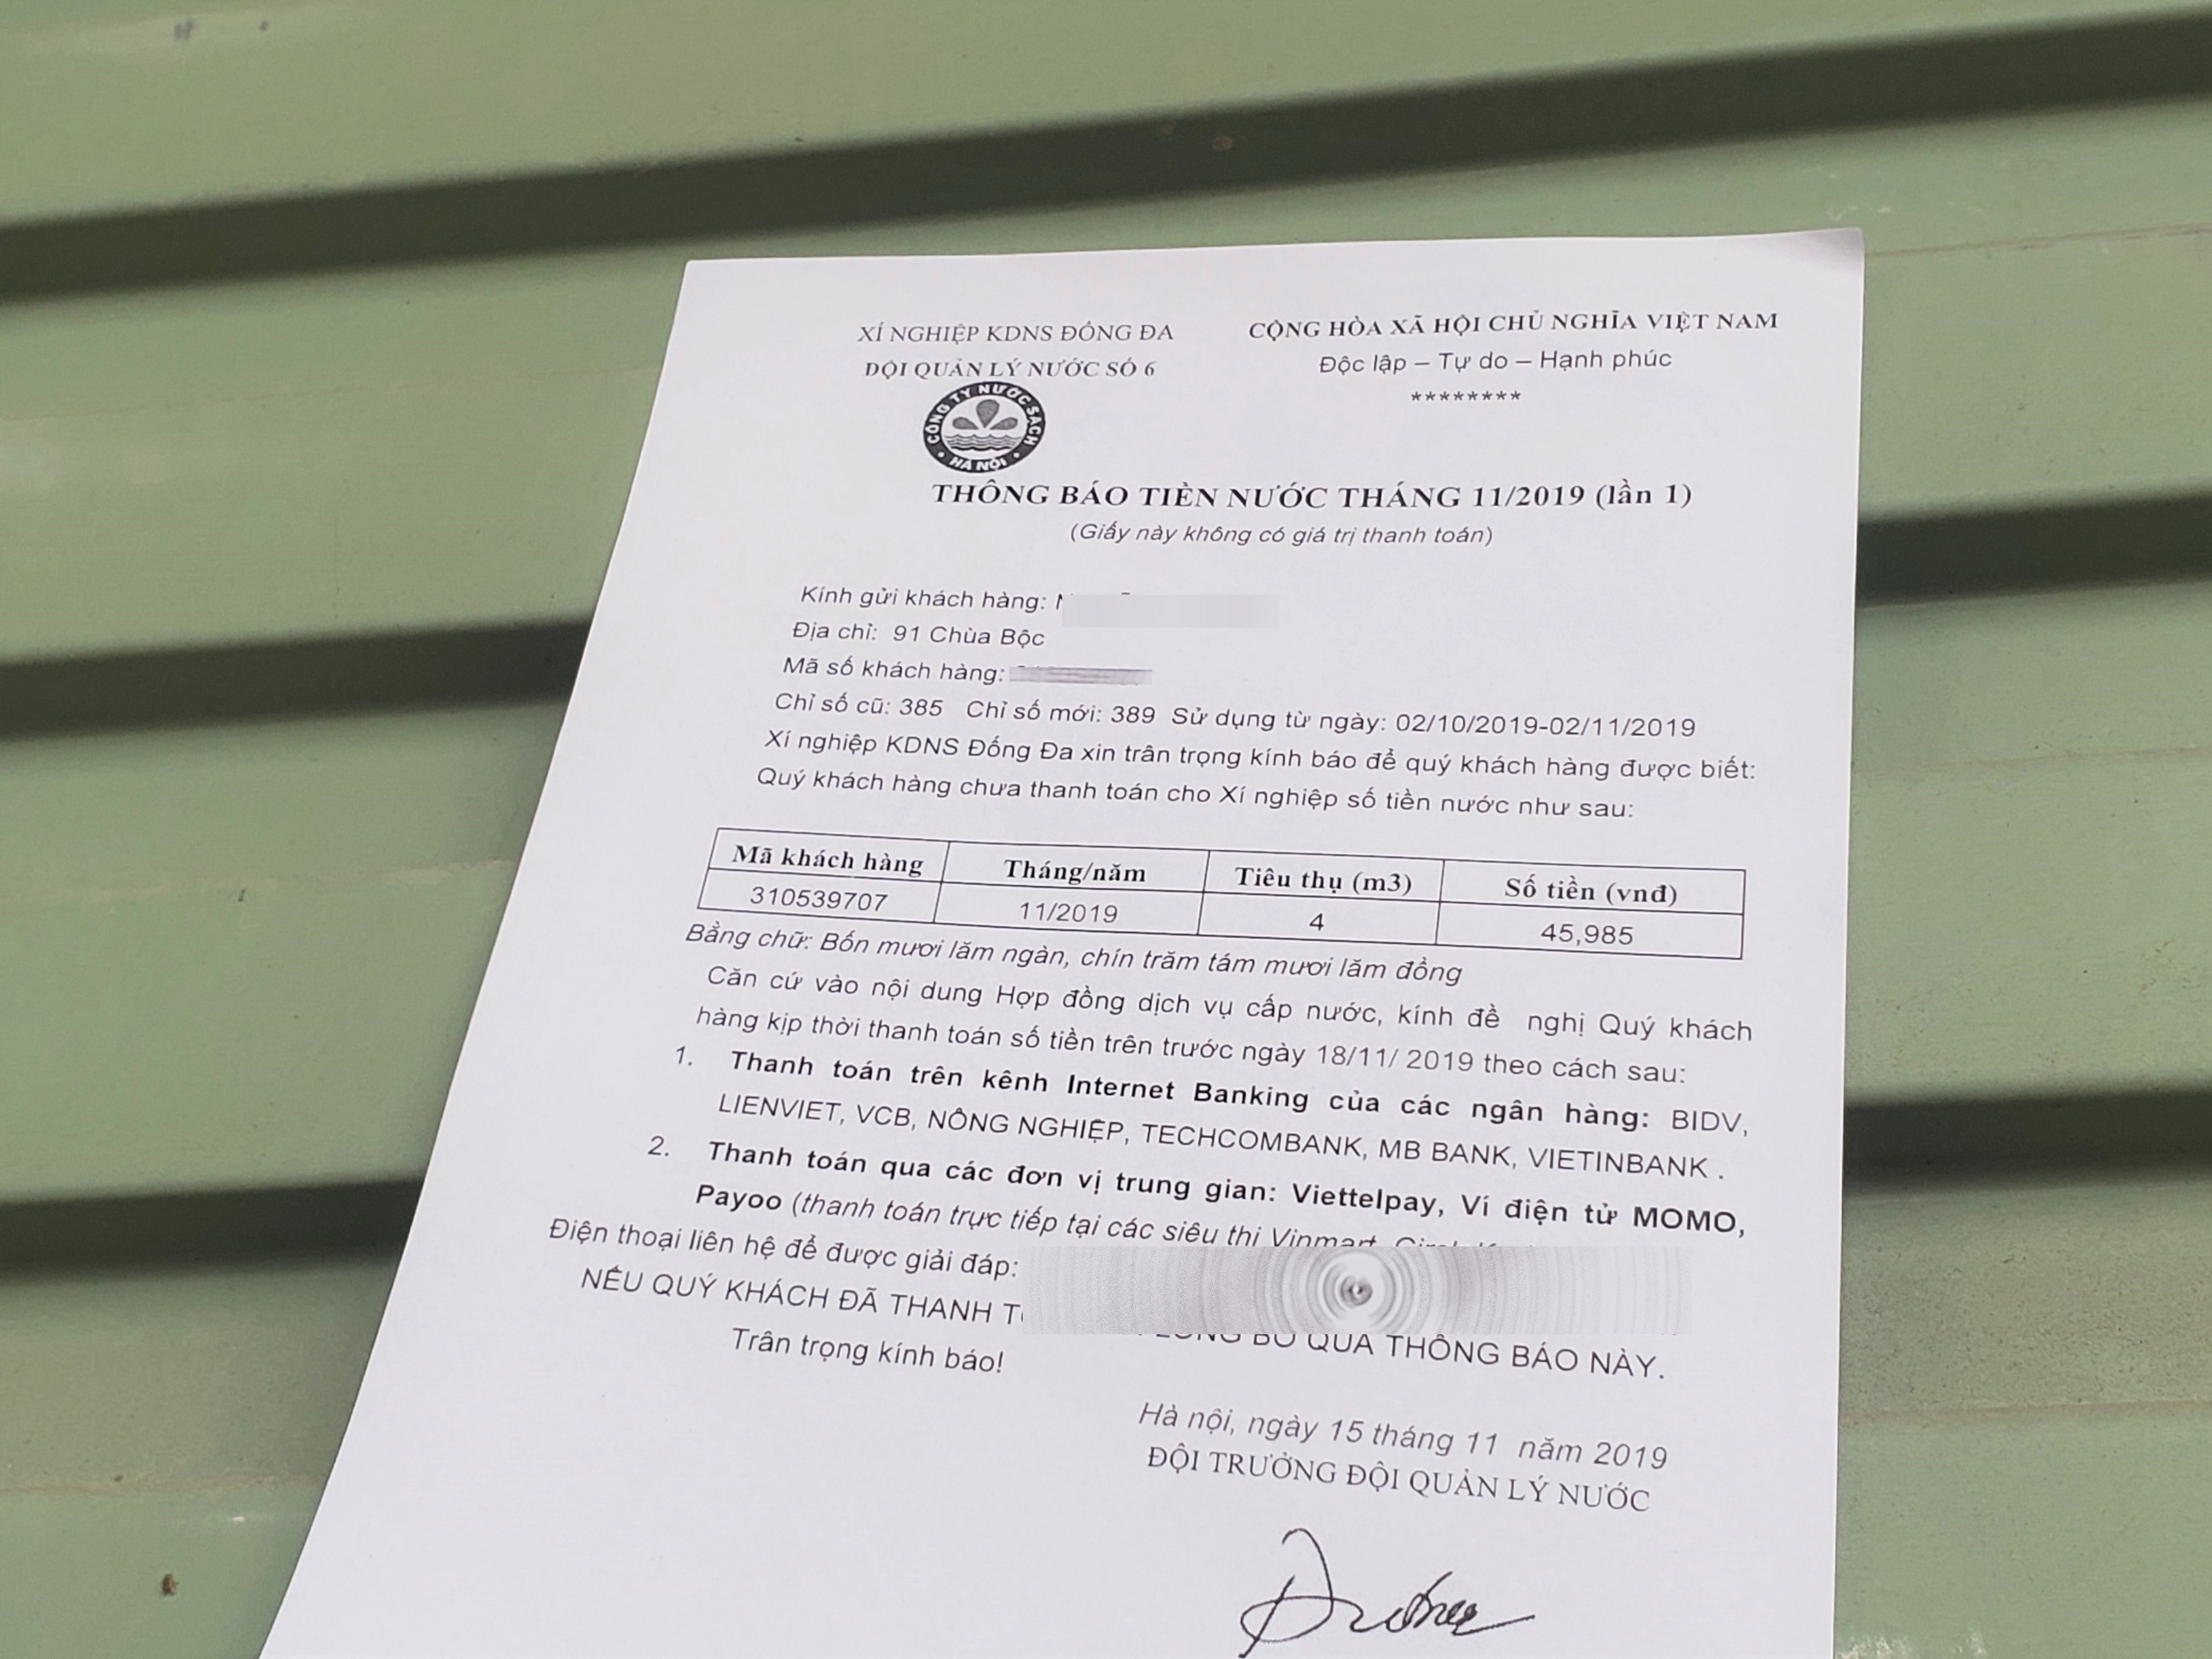 XÍ NGHIỆP KDNS ĐỐNG ĐA
ĐỘI QUẢN LÝ NƯỚC SỐ 6
CỘNG HÒA XÃ HỘI CHỦ NGHĨA VIỆT NAM
Độc lập – Tự do – Hạnh phúc
********
CÔNG TY NƯỚC SẠCH
HÀ NỘI
THÔNG BÁO TIỀN NƯỚC THÁNG 11/2019 (lần 1)
(Giấy này không có giá trị thanh toán)
Kính gửi khách hàng:
Địa chỉ: 91 Chùa Bộc
Mã số khách hàng:
Chỉ số cũ: 385 Chỉ số mới: 389 Sử dụng từ ngày: 02/10/2019-02/11/2019
Xí nghiệp KDNS Đống Đa xin trân trọng kính báo để quý khách hàng được biết:
Quý khách hàng chưa thanh toán cho Xí nghiệp số tiền nước như sau:
Mã khách hàng Tháng/năm Tiêu thụ (m3) Số tiền (vnđ)
310539707 11/2019 4 45,985
Bằng chữ: Bốn mươi lăm ngàn, chín trăm tám mươi lăm đồng
Căn cứ vào nội dung Hợp đồng dịch vụ cấp nước, kính đề nghị Quý khách
hàng kịp thời thanh toán số tiền trên trước ngày 18/11/ 2019 theo cách sau:
1. Thanh toán trên kênh Internet Banking của các ngân hàng: BIDV,
LIENVIET, VCB, NÔNG NGHIỆP, TECHCOMBANK, MB BANK, VIETINBANK .
2. Thanh toán qua các đơn vị trung gian: Viettelpay, Ví điện tử MOMO,
Payoo (thanh toán trực tiếp tại các siêu thị Vinmart,
Điện thoại liên hệ để được giải đáp:
NẾU QUÝ KHÁCH ĐÃ THANH BỎ QUA THÔNG BÁO NÀY.
Trân trọng kính báo!
Hà nội, ngày 15 tháng 11 năm 2019
ĐỘI TRƯỞNG ĐỘI QUẢN LÝ NƯỚC